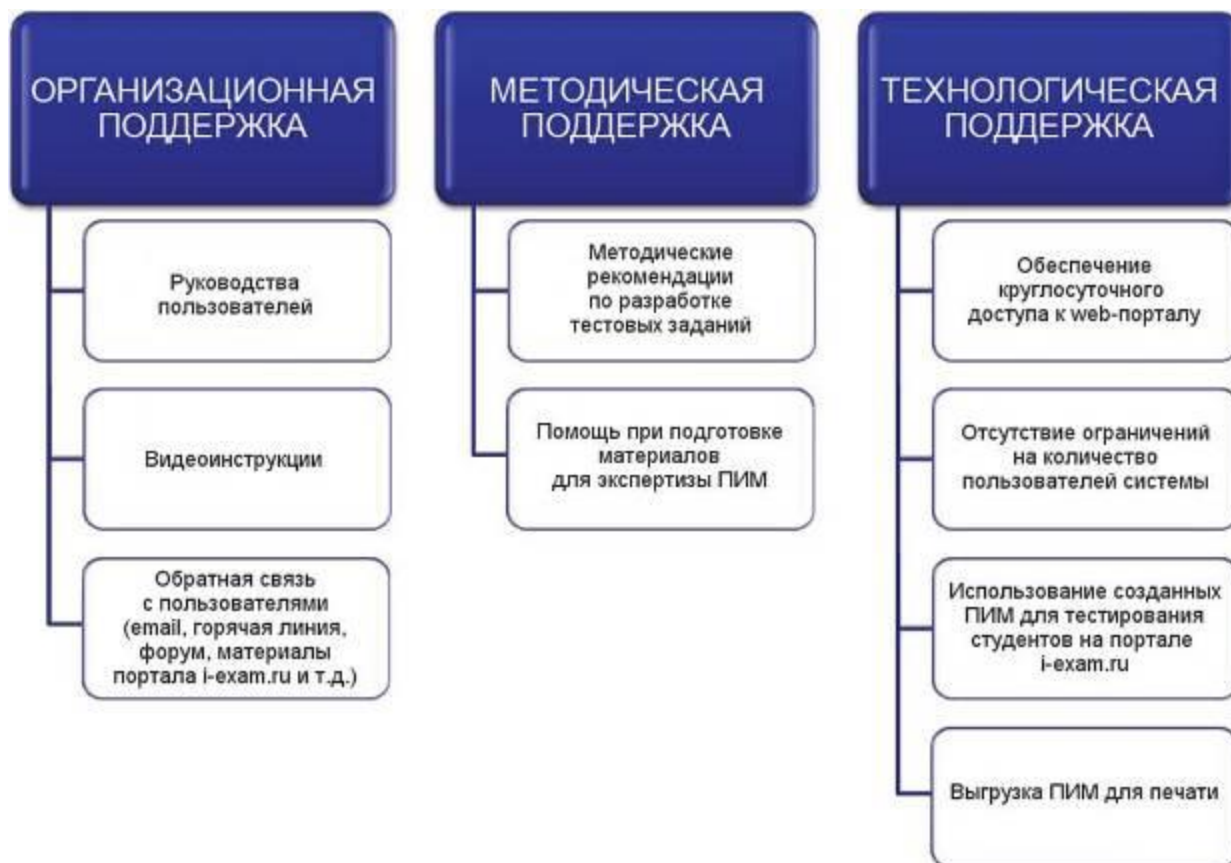 ОРГАНИЗАЦИОННАЯ
ПОДДЕРЖКА
Руководства
пользователей
Видеоинструкции
Обратная связь
с пользователями
(email, горячая линия,
форум, материалы
портала i-exam.ru и т.д.)
МЕТОДИЧЕСКАЯ
ПОДДЕРЖКА
Методические
рекомендации
по разработке
тестовых заданий
Помощь при подготовке
материалов
для экспертизы ПИМ
ТЕХНОЛОГИЧЕСКАЯ
ПОДДЕРЖКА
Обеспечение
круглосуточного
доступа к web-порталу
Отсутствие ограничений
на количество
пользователей системы
Использование созданных
ПИМ для тестирования
студентов на портале
i-exam.ru
Выгрузка ПИМ для печати